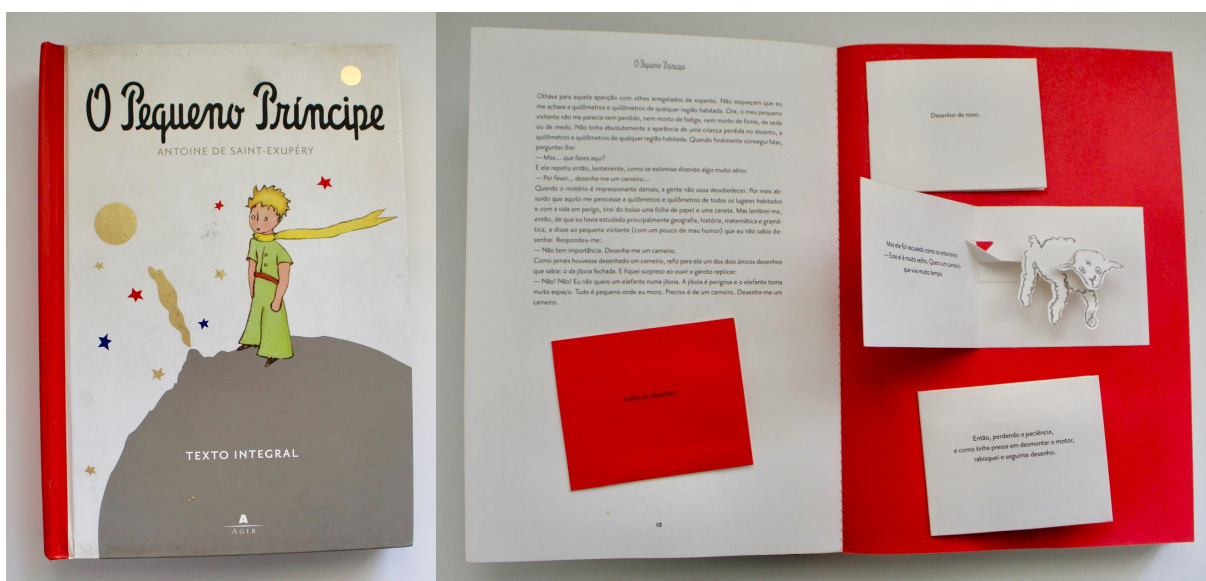 O Pequeno Príncipe
ANTOINE DE SAINT-EXUPÉRY
TEXTO INTEGRAL
A
AGIR
O Pequeno Príncipe
Olhava para aquela aparição com olhos arregalados de espanto. Não esqueçam que eu
me achava a quilômetros e quilômetros de qualquer região habitada. Ora, o meu pequeno
visitante não me parecia nem perdido, nem morto de fadiga, nem morto de fome, de sede
ou de medo. Não tinha absolutamente a aparência de uma criança perdida no deserto, a
quilômetros e quilômetros de qualquer região habitada. Quando finalmente consegui falar,
perguntei-lhe:
— Mas... que fazes aqui?
E ele repetiu então, lentamente, como se estivesse dizendo algo muito sério:
— Por favor... desenha-me um carneiro...
Quando o mistério é impressionante demais, a gente não ousa desobedecer. Por mais ab-
surdo que aquilo me parecesse a quilômetros e quilômetros de todos os lugares habitados
e com a vida em perigo, tirei do bolso uma folha de papel e uma caneta. Mas lembrei-me,
então, de que eu havia estudado principalmente geografia, história, matemática e gramá-
tica, e disse ao pequeno visitante (com um pouco de mau humor) que eu não sabia de-
senhar. Respondeu-me:
— Não tem importância. Desenha-me um carneiro.
Como jamais houvesse desenhado um carneiro, refiz para ele um dos dois únicos desenhos
que sabia: o da jiboia fechada. E fiquei surpreso ao ouvir o garoto replicar:
— Não! Não! Eu não quero um elefante numa jiboia. A jiboia é perigosa e o elefante toma
muito espaço. Tudo é pequeno onde eu moro. Preciso é de um carneiro. Desenha-me um
carneiro.
Então eu desenhei...
10
Desenhei de novo.
Mas ele foi recusado como os anteriores:
— Esse aí é muito velho. Quero um carneiro
que viva muito tempo.
Então, perdendo a paciência,
e como tinha pressa em desmontar o motor,
rabisquei o seguinte desenho.